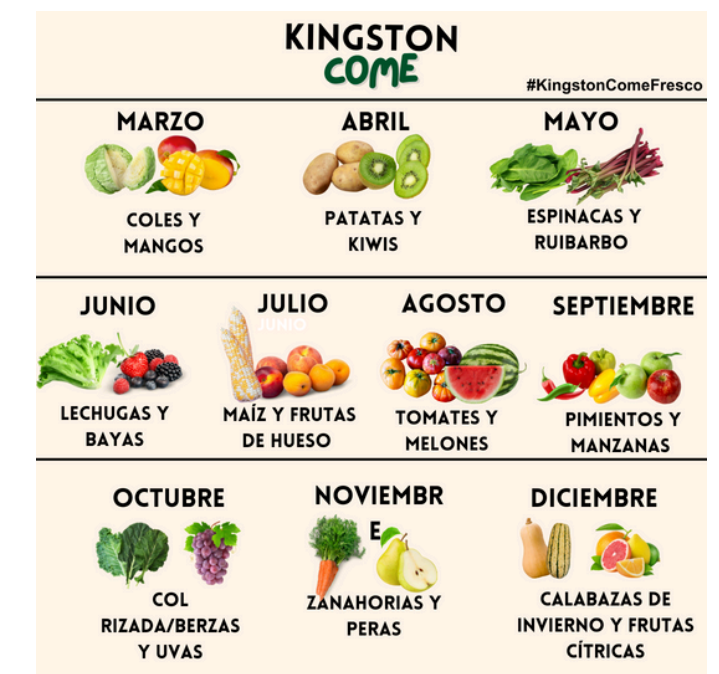 KINGSTON
COME
#KingstonComeFresco
MARZO
COLES Y
MANGOS
ABRIL
PATATAS Y
KIWIS
MAYO
ESPINACAS Y
RUIBARBO
JUNIO
LECHUGAS Y
BAYAS
JULIO
JUNIO
MAÍZ Y FRUTAS
DE HUESO
AGOSTO
TOMATES Y
MELONES
SEPTIEMBRE
PIMIENTOS Y
MANZANAS
OCTUBRE
COL
RIZADA/BERZAS
Y UVAS
NOVIEMBR
E
ZANAHORIAS Y
PERAS
DICIEMBRE
CALABAZAS DE
INVIERNO Y FRUTAS
CÍTRICAS